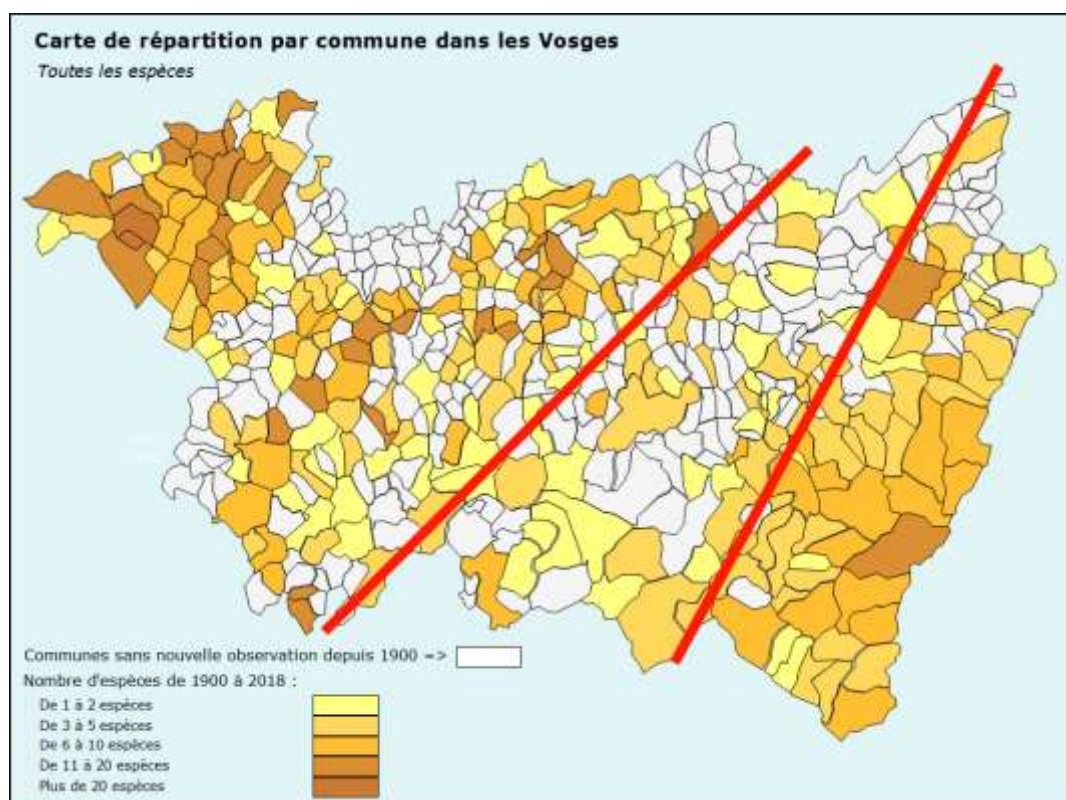 Carte de répartition par commune dans les Vosges
Toutes les espèces
Communes sans nouvelle observation depuis 1900 =>
Nombre d'espèces de 1900 à 2018 :
De 1 à 2 espèces
De 3 à 5 espèces
De 6 à 10 espèces
De 11 à 20 espèces
Plus de 20 espèces